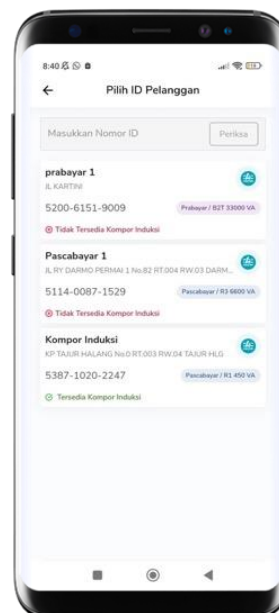 8:40
Pilih ID Pelanggan
Masukkan Nomor ID
Periksa
prabayar 1
JL KARTINI
5200-6151-9009
Prabayar / B2T 33000 VA
Tidak Tersedia Kompor Induksi
Pascabayar 1
JL RY DARMO PERMAI 1 No.82 RT.004 RW.03 DARM...
5114-0087-1529
Pascabayar / R3 6600 VA
Tidak Tersedia Kompor Induksi
Kompor Induksi
KP TAJUR HALANG No.0 RT.003 RW.04 TAJUR HLG
5387-1020-2247
Pascabayar / R1 450 VA
Tersedia Kompor Induksi